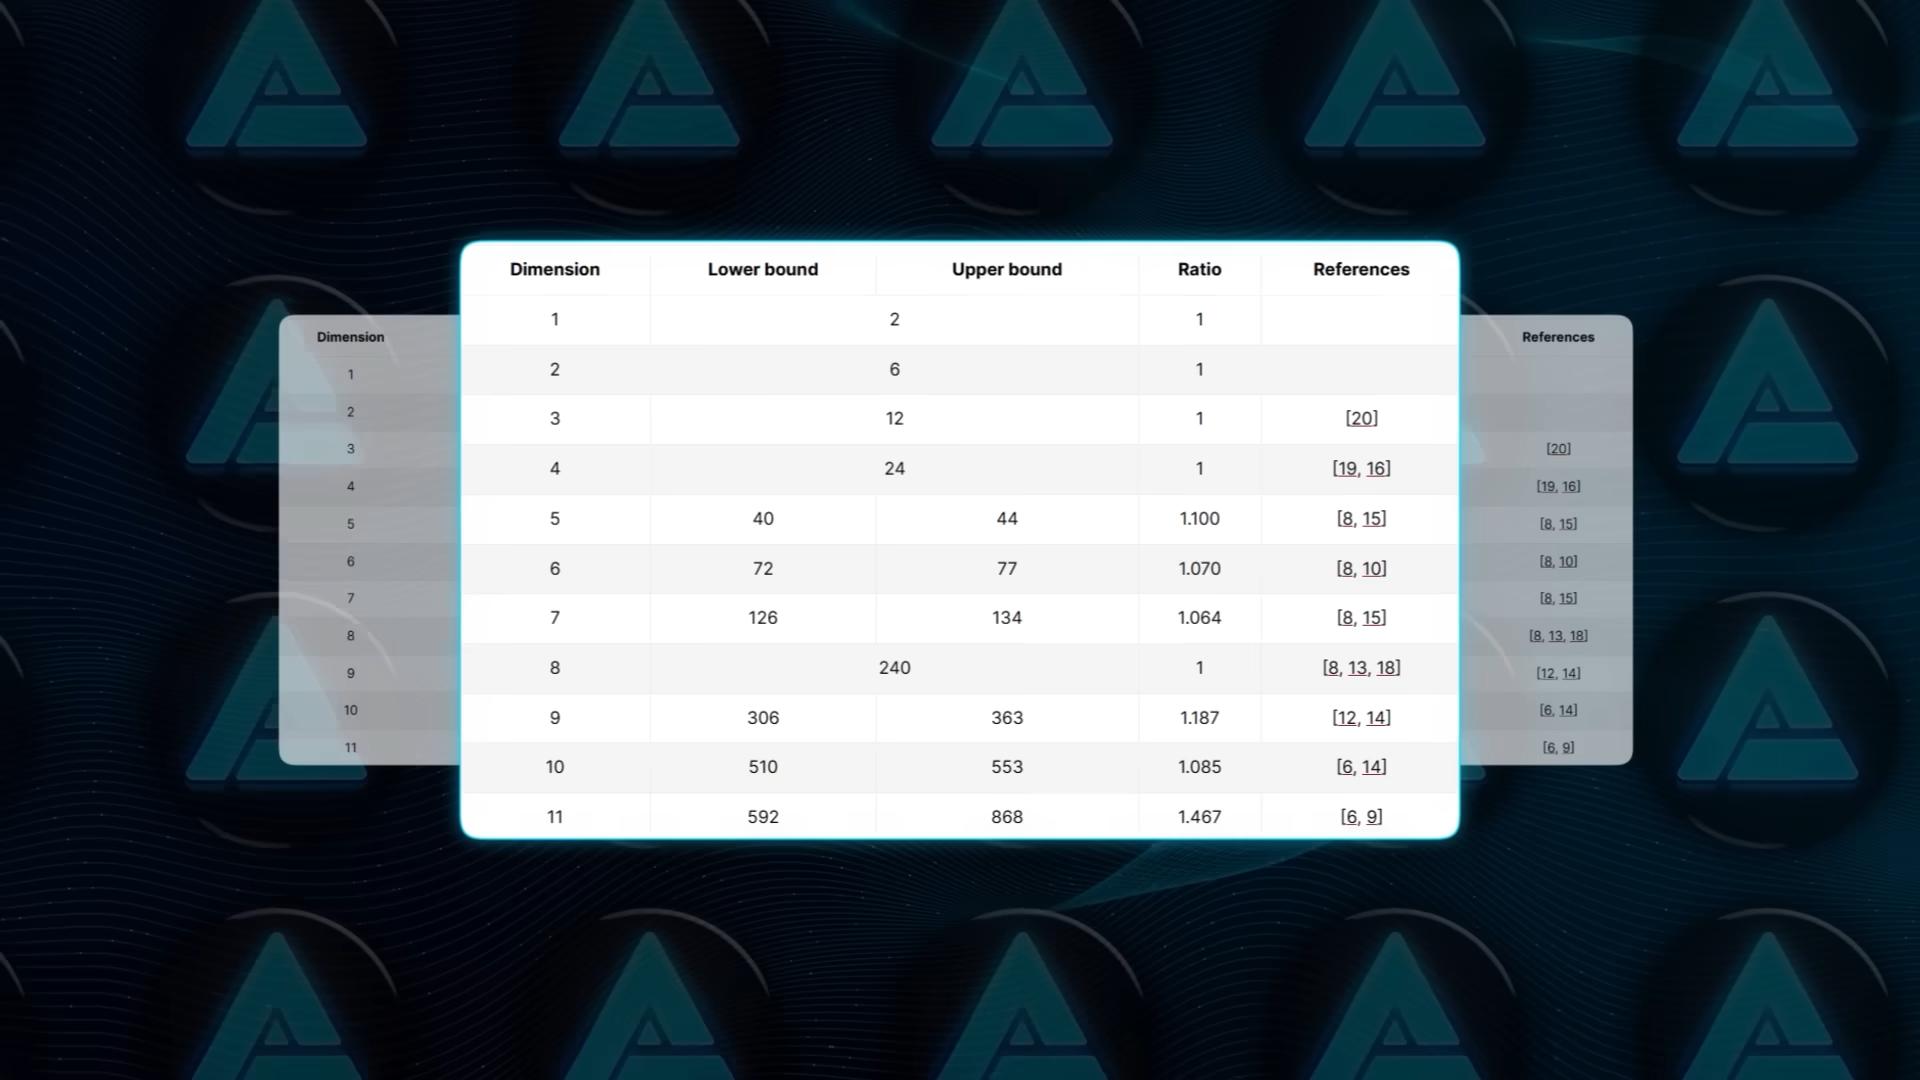 Dimension Lower bound Upper bound Ratio References
1 2 1
2 6 1
3 12 1 [20]
4 24 1 [19, 16]
5 40 44 1.100 [8, 15]
6 72 77 1.070 [8, 10]
7 126 134 1.064 [8, 15]
8 240 1 [8, 13, 18]
9 306 363 1.187 [12, 14]
10 510 553 1.085 [6, 14]
11 592 868 1.467 [6, 9]
Dimension
1
2
3
4
5
6
7
8
9
10
11
References
[20]
[19, 16]
[8, 15]
[8, 10]
[8, 15]
[8, 13, 18]
[12, 14]
[6, 14]
[6, 9]